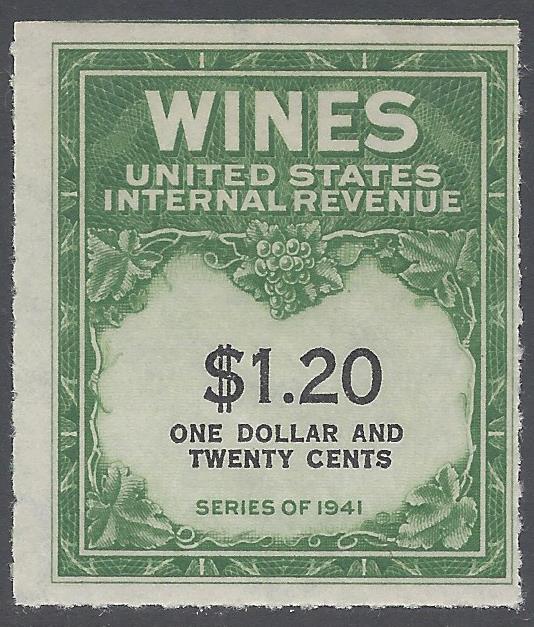 WINES
UNITED STATES
INTERNAL REVENUE
$1.20
ONE DOLLAR AND
TWENTY CENTS
SERIES OF 1941